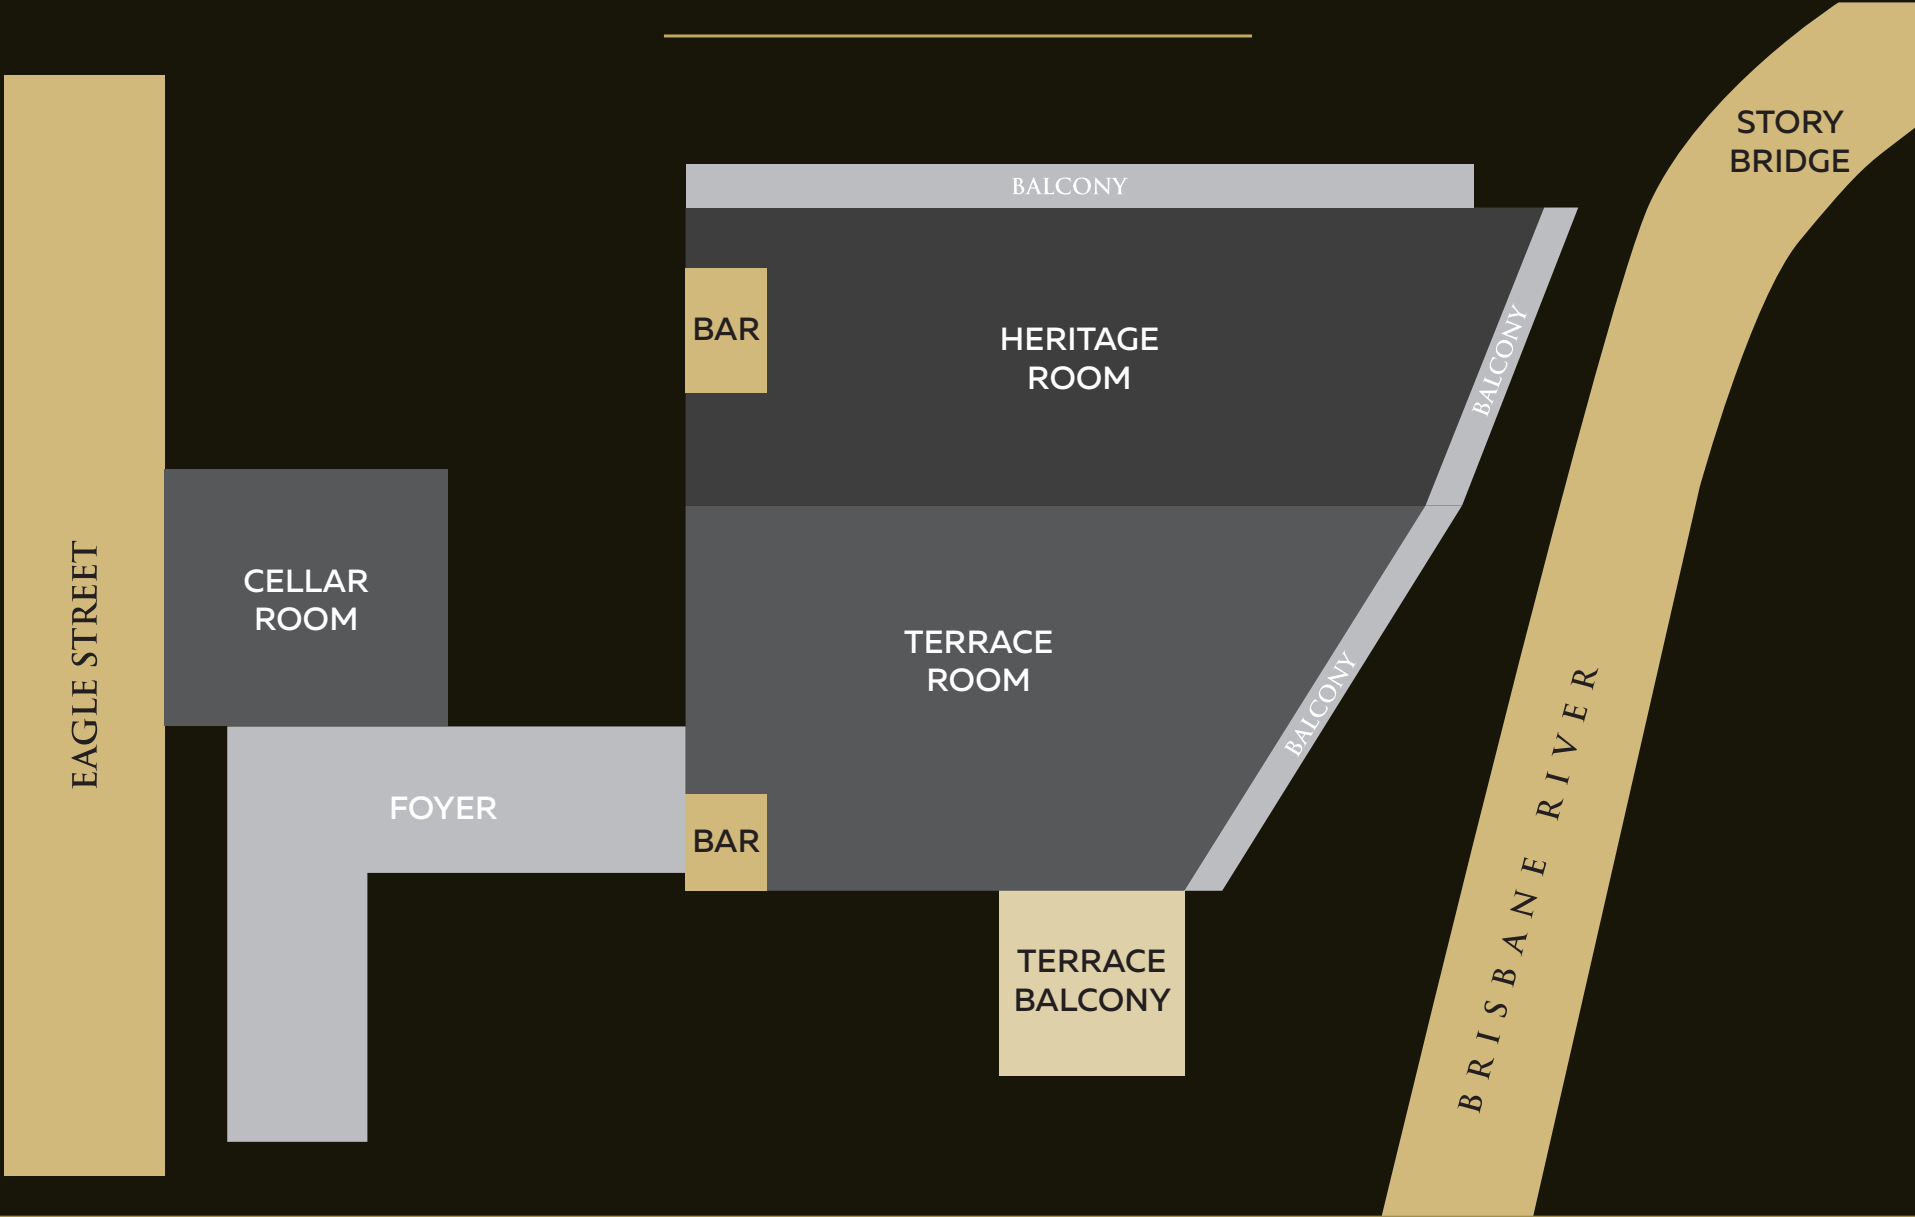 STORY
BRIDGE
BALCONY
BAR
HERITAGE
ROOM
BALCONY
CELLAR
ROOM
EAGLE STREET
TERRACE
ROOM
BALCONY
FOYER
BAR
TERRACE
BALCONY
BRISBANE RIVER